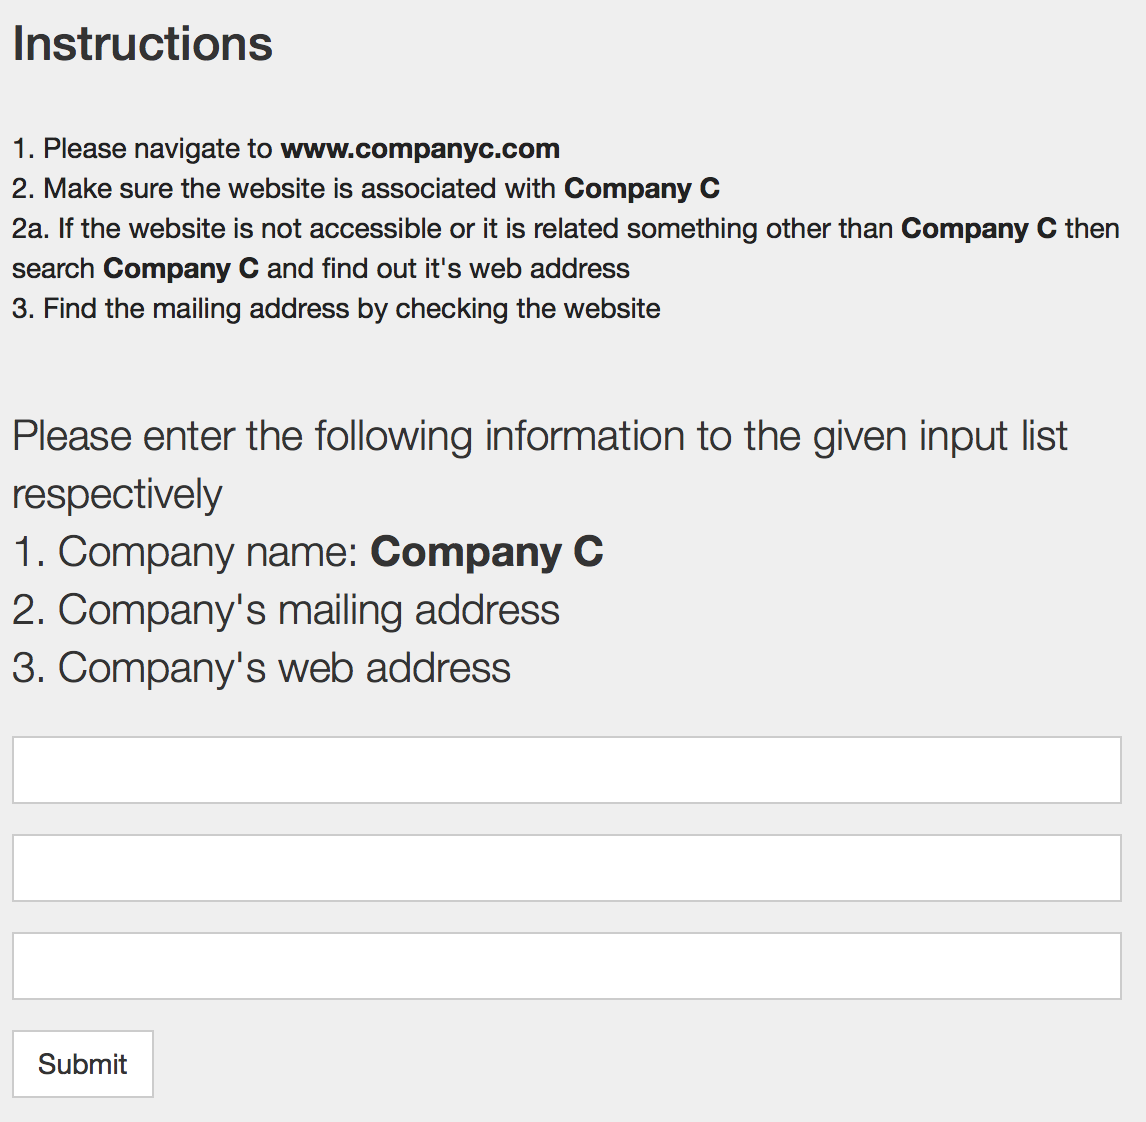 Instructions
1. Please navigate to www.companyc.com
2. Make sure the website is associated with Company C
2a. If the website is not accessible or it is related something other than Company C then
search Company C and find out it's web address
3. Find the mailing address by checking the website
Please enter the following information to the given input list
respectively
1. Company name: Company C
2. Company's mailing address
3. Company's web address
Submit